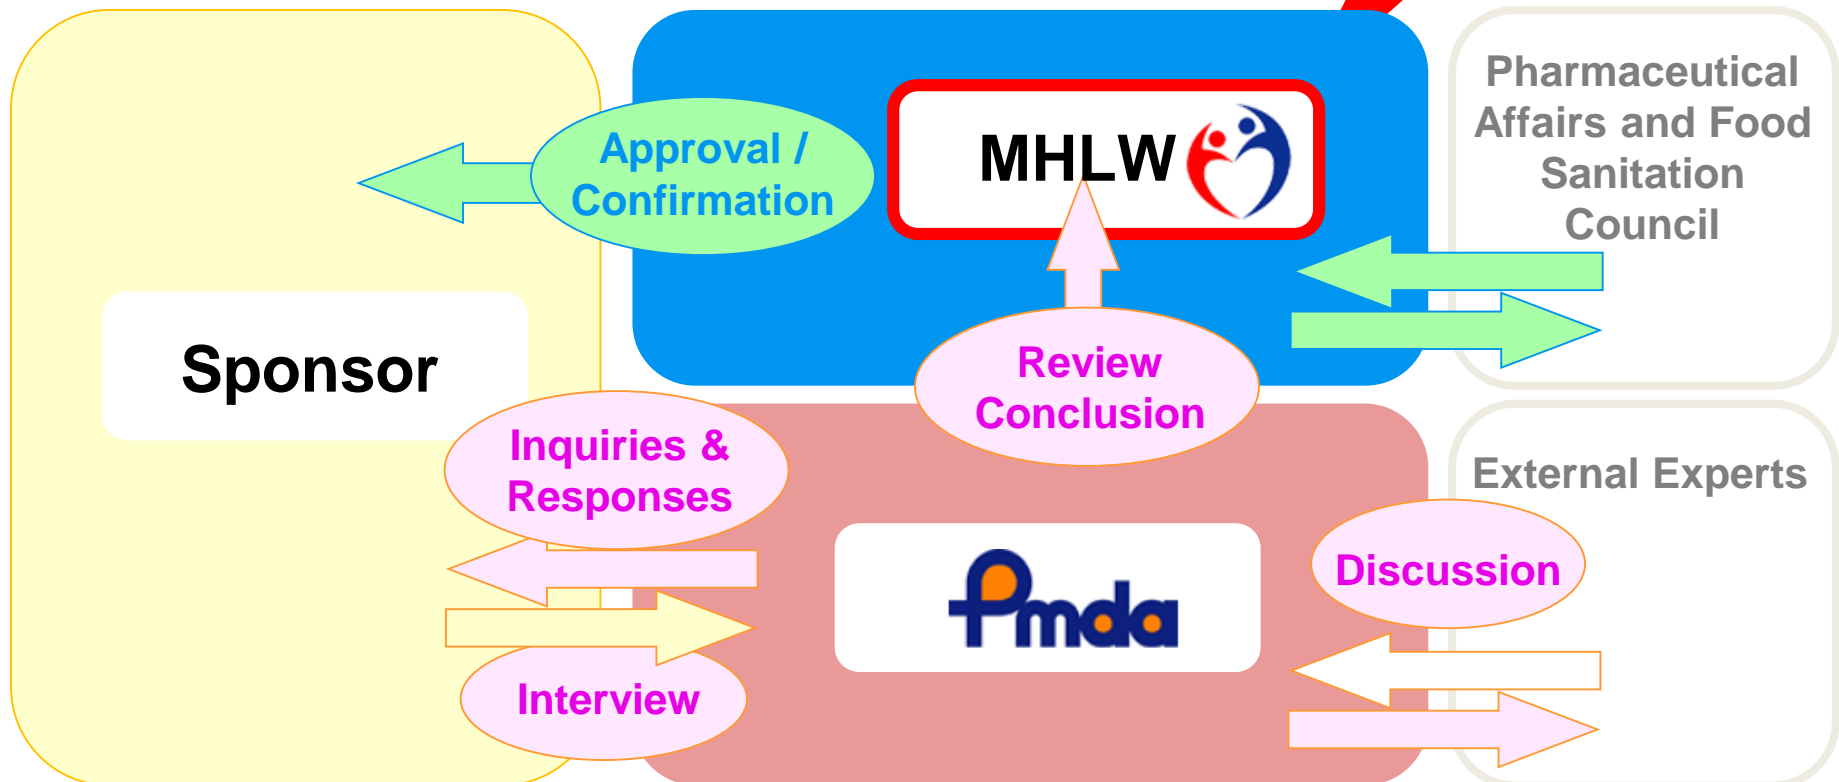 Approval /
Confirmation
MHLW
Pharmaceutical
Affairs and Food
Sanitation
Council
Sponsor
Review
Conclusion
Inquiries &
Responses
External Experts
Discussion
Pmda
Interview